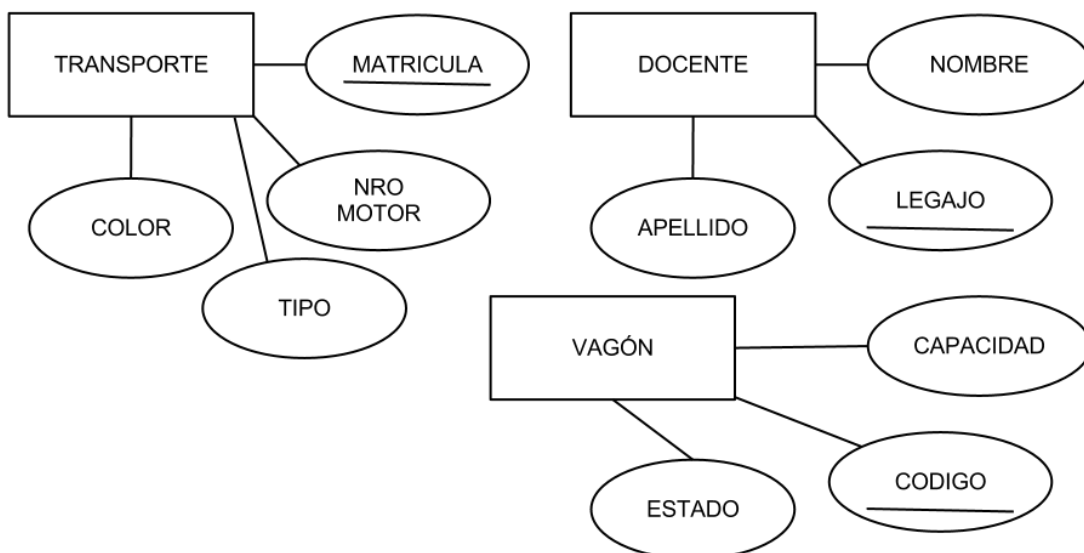 TRANSPORTE
MATRICULA
NRO
MOTOR
COLOR
TIPO
DOCENTE
NOMBRE
LEGAJO
APELLIDO
VAGÓN
CAPACIDAD
CODIGO
ESTADO